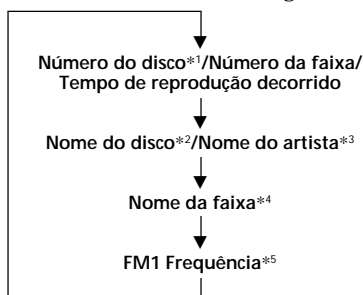 Número do disco*1/Número da faixa/
Tempo de reprodução decorrido
Nome do disco*2/Nome do artista*3
Nome da faixa*4
FM1 Frequência*5